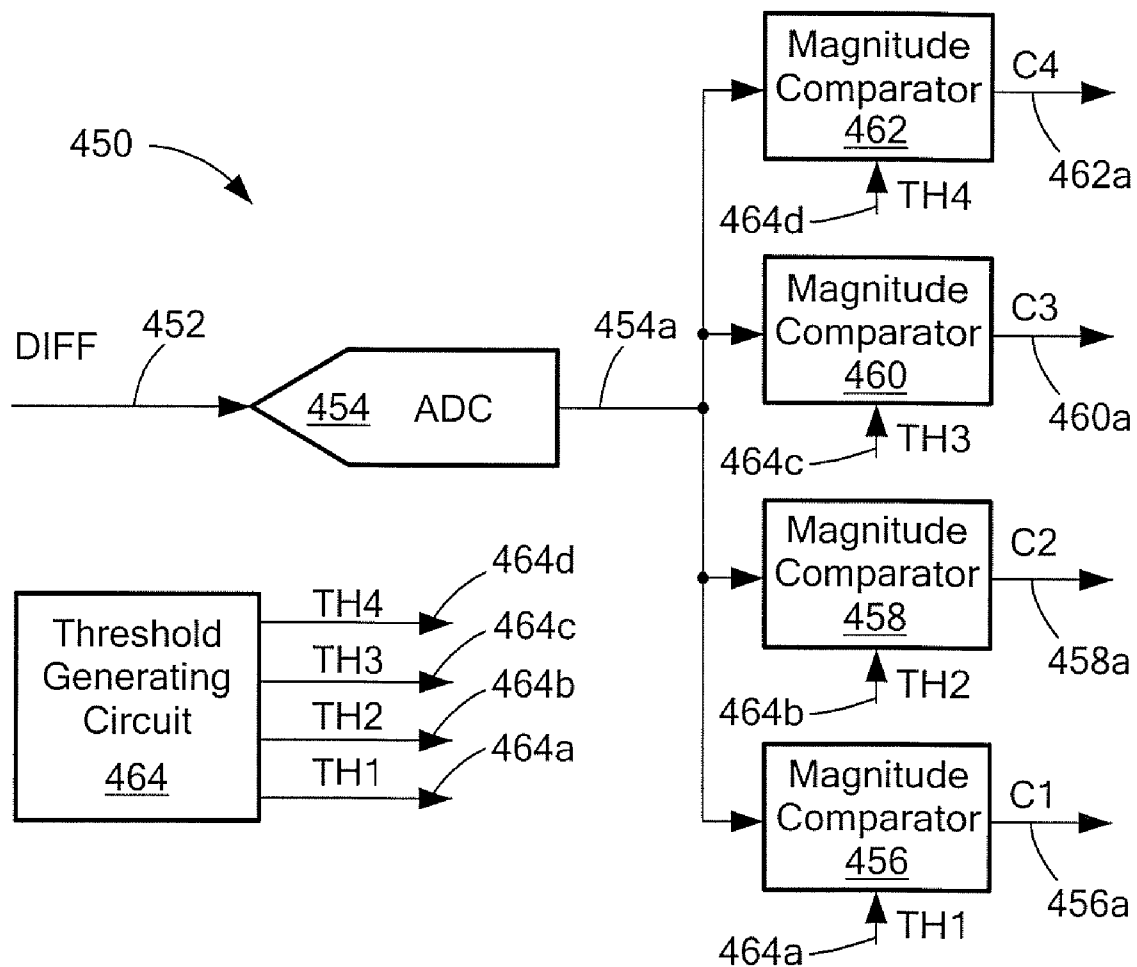 Magnitude
Comparator
462
C4
462a
450
464d
TH4
DIFF
452
454a
Magnitude
Comparator
460
C3
460a
454 ADC
464c
TH3
Magnitude
Comparator
458
C2
458a
464b
TH2
Threshold
Generating
Circuit
464
TH4
464d
TH3
464c
TH2
464b
TH1
464a
Magnitude
Comparator
456
C1
456a
464a
TH1